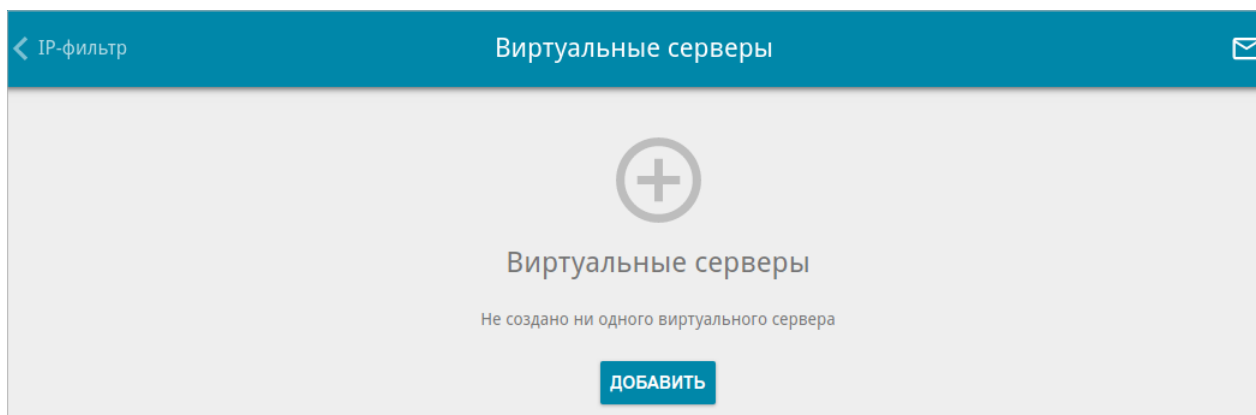 IP-фильтр
Виртуальные серверы
Виртуальные серверы
Не создано ни одного виртуального сервера
ДОБАВИТЬ